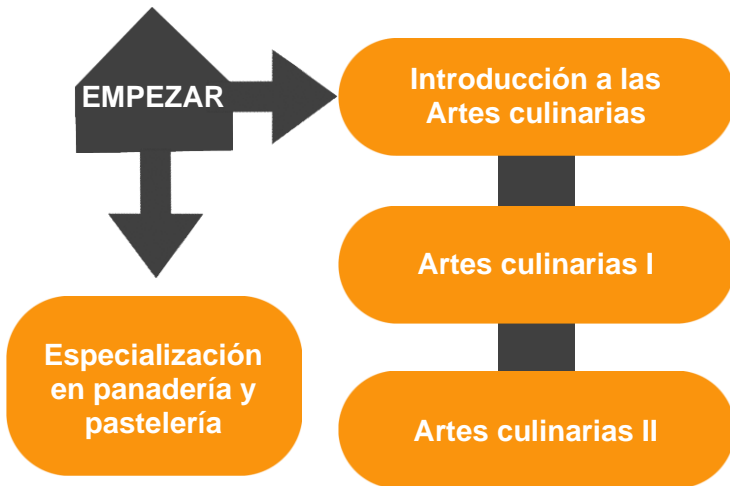 EMPEZAR
Introducción a las
Artes culinarias
Artes culinarias I
Especialización
en panadería y
pastelería
Artes culinarias II